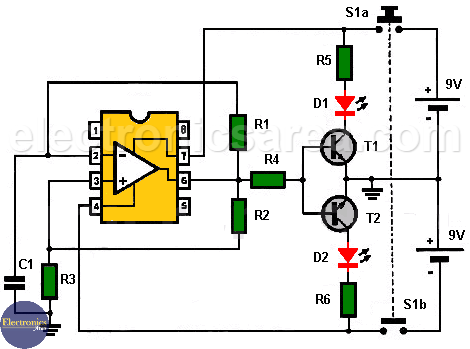 S1a
R5
9V
D1
electronicsarea.com
1
8
R1
T1
2
7
R4
3
6
4
5
R2
T2
9V
C1
R3
D2
R6
S1b
Electronics
Area